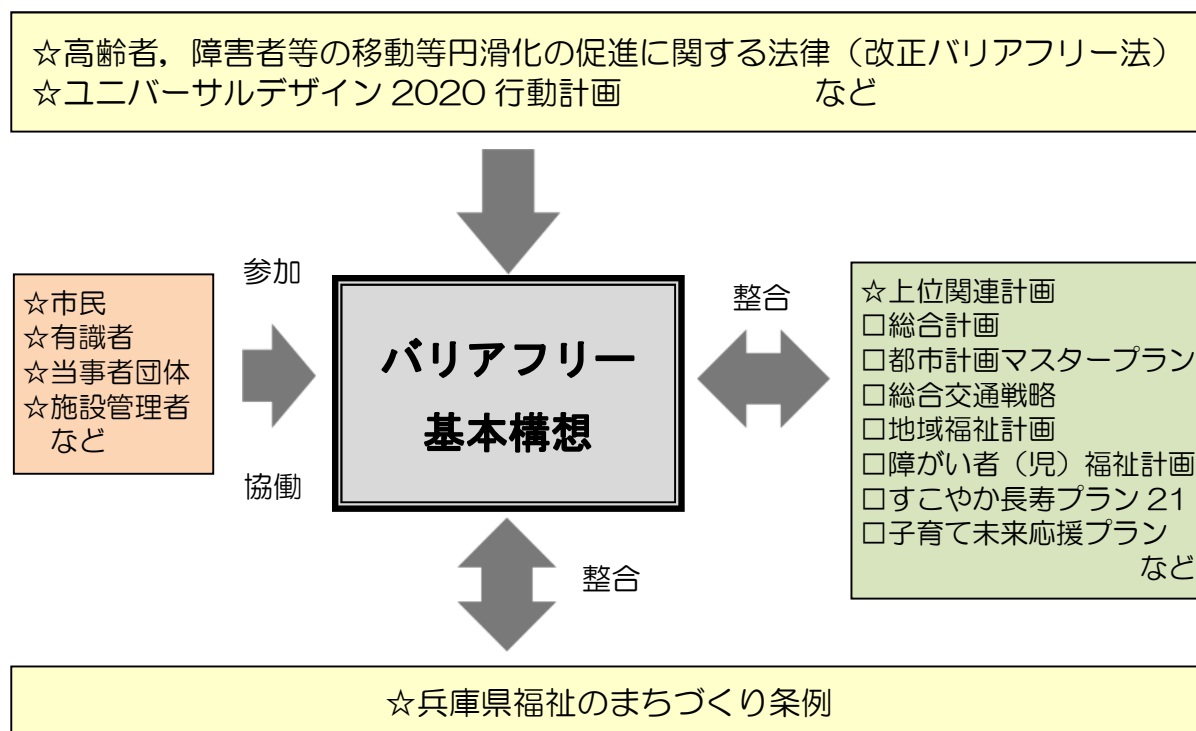 ☆高齢者，障害者等の移動等円滑化の促進に関する法律（改正バリアフリー法）
☆ユニバーサルデザイン 2020 行動計画　　　　　　など
参加
☆市民
☆有識者
☆当事者団体
☆施設管理者
など
協働
バリアフリー
基本構想
整合
☆上位関連計画
□総合計画
□都市計画マスタープラン
□総合交通戦略
□地域福祉計画
□障がい者（児）福祉計画
□すこやか長寿プラン 21
□子育て未来応援プラン
など
整合
☆兵庫県福祉のまちづくり条例